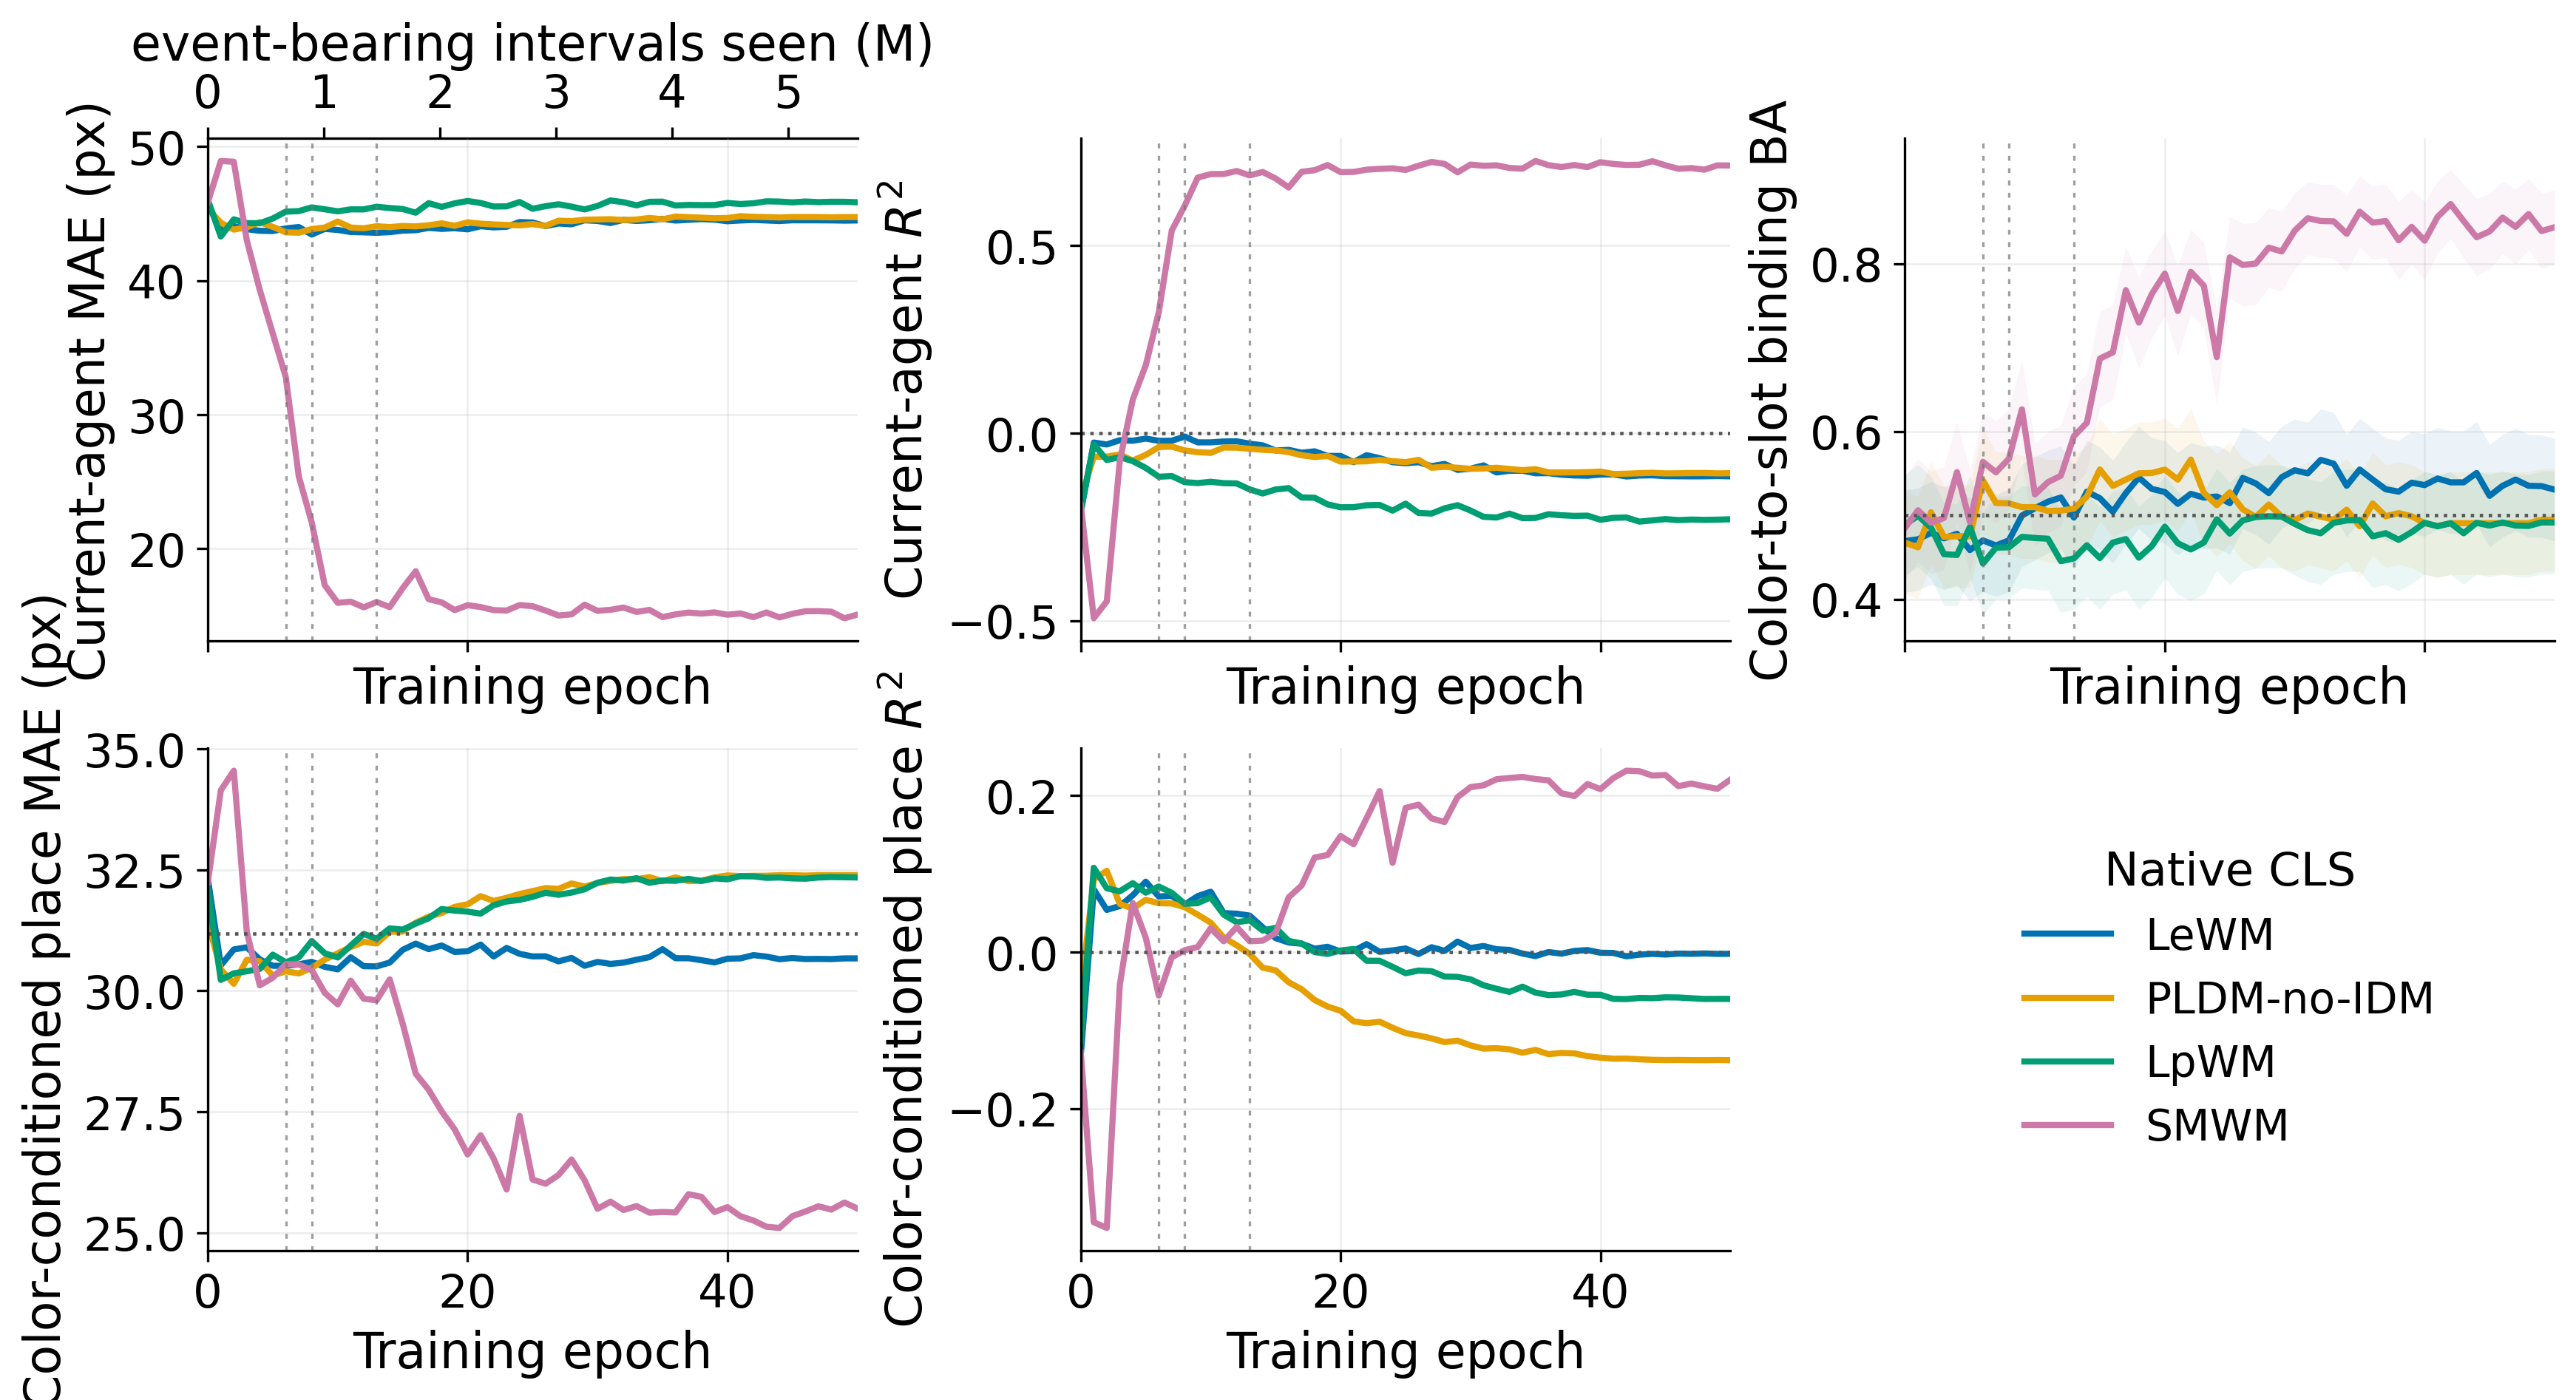 event-bearing intervals seen (M)
0 1 2 3 4 5
Current-agent MAE (px)
50
40
30
20
Training epoch
Current-agent R²
0.5
0.0
−0.5
Training epoch
Color-to-slot binding BA
0.8
0.6
0.4
Training epoch
Color-conditioned place MAE (px)
35.0
32.5
30.0
27.5
25.0
0 20 40
Training epoch
Color-conditioned place R²
0.2
0.0
−0.2
0 20 40
Training epoch
Native CLS
LeWM
PLDM-no-IDM
LpWM
SMWM